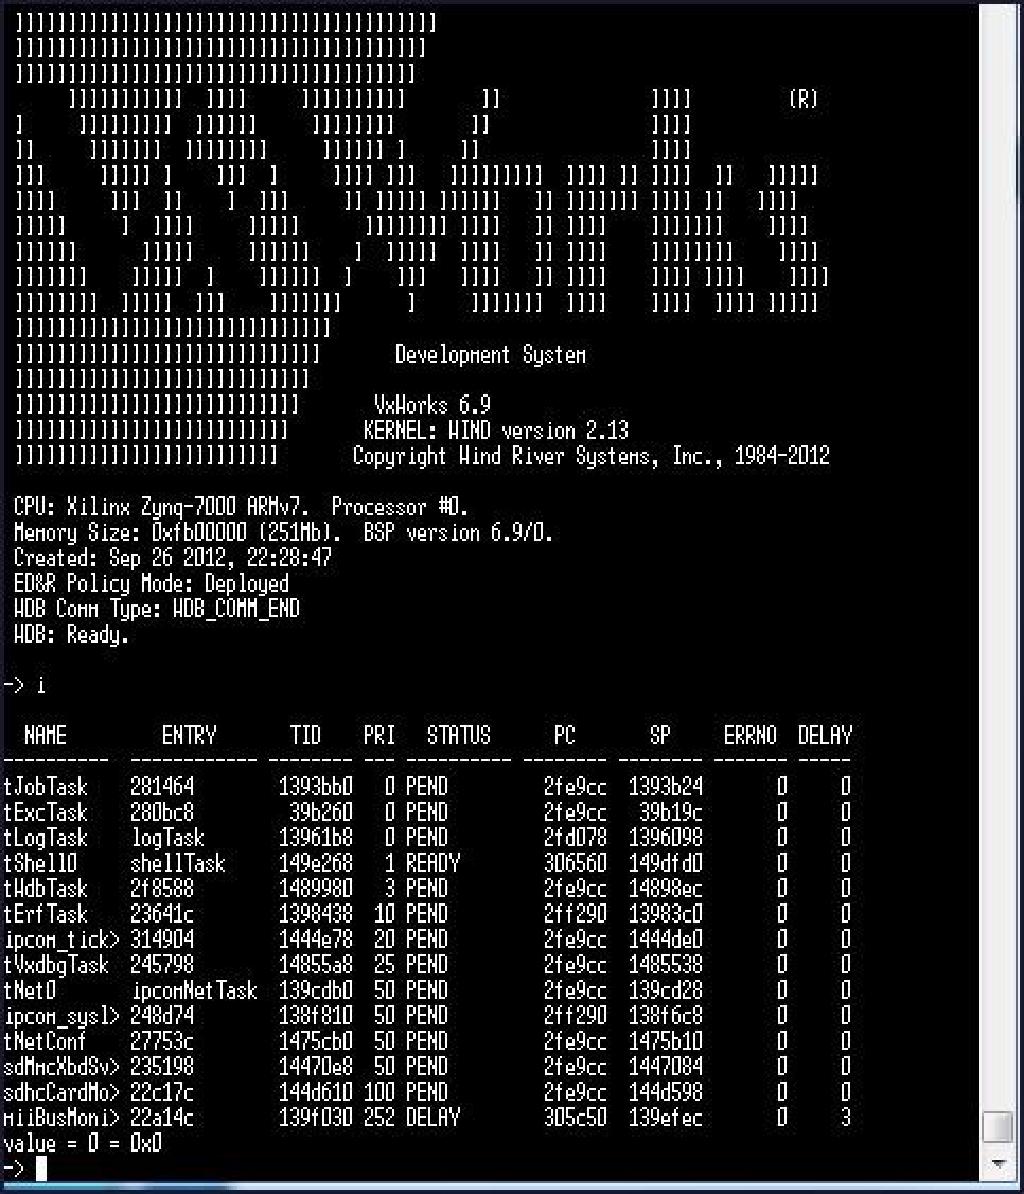 ]]]]]]]]]]]]]]]]]]]]]]]]]]]]]]]]]]]]]]]]
]]]]]]]]]]]]]]]]]]]]]]]]]]]]]]]]]]]]]]]
]]]]]]]]]]]]]]]]]]]]]]]]]]]]]]]]]]]]]]
     ]]]]]]]]]]]  ]]]]     ]]]]]]]]]]       ]]              ]]]]         (R)
]     ]]]]]]]]]  ]]]]]]     ]]]]]]]]       ]]               ]]]]
]]     ]]]]]]]  ]]]]]]]]     ]]]]]] ]     ]]                ]]]]
]]]     ]]]]] ]    ]]]  ]     ]]]] ]]]   ]]]]]]]]]  ]]]] ]] ]]]]  ]]   ]]]]]
]]]]     ]]]  ]]    ]  ]]]     ]] ]]]]] ]]]]]]   ]] ]]]]]]] ]]]] ]]   ]]]]
]]]]]     ]  ]]]]     ]]]]]      ]]]]]]]] ]]]]   ]] ]]]]    ]]]]]]]    ]]]]
]]]]]]      ]]]]]     ]]]]]]    ]  ]]]]]  ]]]]   ]] ]]]]    ]]]]]]]]    ]]]]
]]]]]]]    ]]]]]  ]    ]]]]]]  ]    ]]]   ]]]]   ]] ]]]]    ]]]] ]]]]    ]]]]
]]]]]]]]  ]]]]]  ]]]    ]]]]]]]      ]     ]]]]]]]  ]]]]    ]]]]  ]]]] ]]]]]
]]]]]]]]]]]]]]]]]]]]]]]]]]]]]]
]]]]]]]]]]]]]]]]]]]]]]]]]]]]]       Development System
]]]]]]]]]]]]]]]]]]]]]]]]]]]]
]]]]]]]]]]]]]]]]]]]]]]]]]]]       VxWorks 6.9
]]]]]]]]]]]]]]]]]]]]]]]]]]       KERNEL: WIND version 2.13
]]]]]]]]]]]]]]]]]]]]]]]]]       Copyright Wind River Systems, Inc., 1984-2012
CPU: Xilinx Zynq-7000 ARMv7.  Processor #0.
Memory Size: 0xfb00000 (251Mb).  BSP version 6.9/0.
Created: Sep 26 2012, 22:28:47
ED&R Policy Mode: Deployed
WDB Comm Type: WDB_COMM_END
WDB: Ready.
-> i
NAME         ENTRY       TID    PRI   STATUS      PC       SP     ERRNO  DELAY
---------- ------------ -------- --- ---------- -------- -------- ------- -----
tJobTask   281464        1393bb0   0 PEND         2fe9cc  1393b24       0     0
tExcTask   280bc8         39b260   0 PEND         2fe9cc   39b19c       0     0
tLogTask   logTask       13961b8   0 PEND         2fd078  1396098       0     0
tShell0    shellTask     149e268   1 READY        306560  149dfd0       0     0
tWdbTask   2f8588        1489980   3 PEND         2fe9cc  14898ec       0     0
tErfTask   23641c        1398438  10 PEND         2ff290  13983c0       0     0
ipcom_tick> 314904       1444e78  20 PEND         2fe9cc  1444de0       0     0
tVxdbgTask 245798        14855a8  25 PEND         2fe9cc  1485538       0     0
tNet0      ipcomNetTask  139cdb0  50 PEND         2fe9cc  139cd28       0     0
ipcom_sysl> 248d74       138f810  50 PEND         2ff290  138f6c8       0     0
tNetConf   27753c        1475cb0  50 PEND         2fe9cc  1475b10       0     0
sdMmcXbdSv> 235198       14470e8  50 PEND         2fe9cc  1447084       0     0
sdhcCardMo> 22c17c       144d610 100 PEND         2fe9cc  144d598       0     0
miiBusMoni> 22a14c       139f030 252 DELAY        305c50  139efec       0     3
value = 0 = 0x0
->